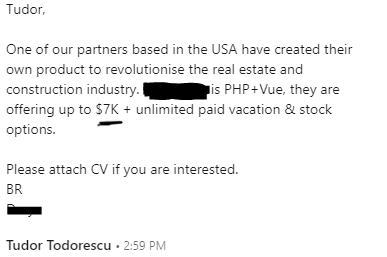 Tudor,
One of our partners based in the USA have created their
own product to revolutionise the real estate and
construction industry. is PHP+Vue, they are
offering up to $7K + unlimited paid vacation & stock
options.
Please attach CV if you are interested.
BR
Tudor Todorescu • 2:59 PM